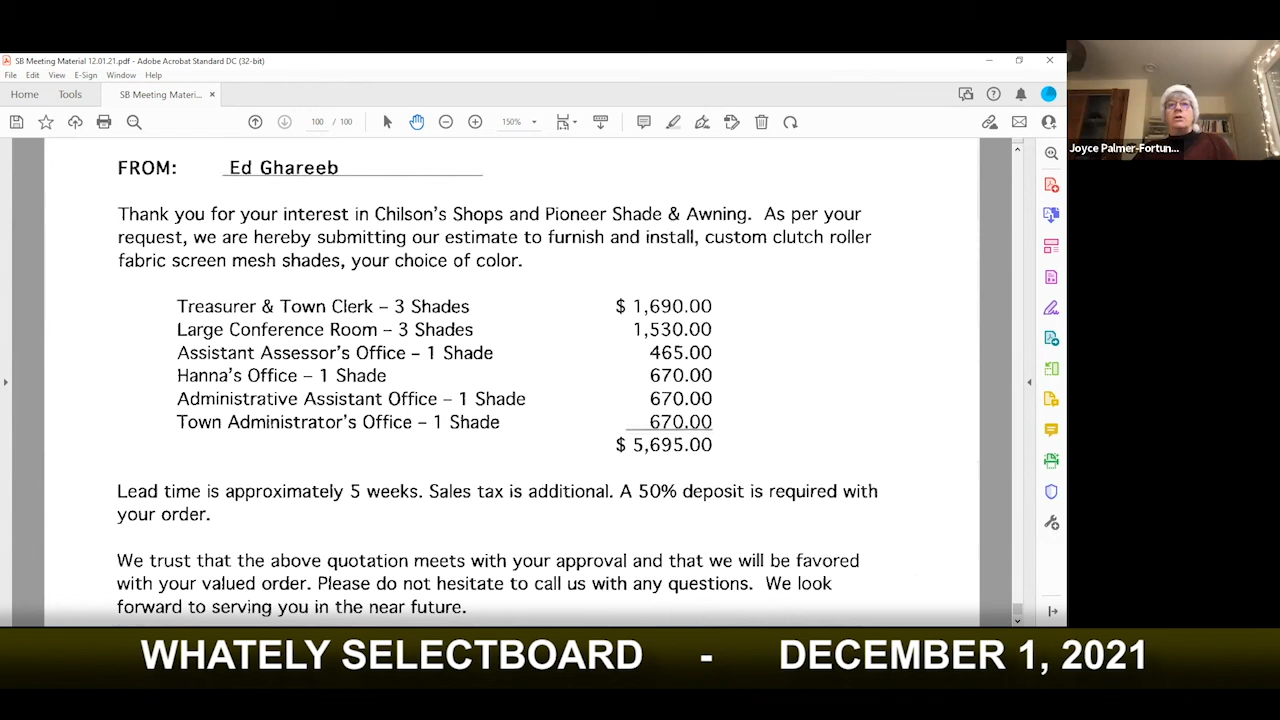 SB Meeting Material 12.01.21.pdf - Adobe Acrobat Standard DC (32-bit)
File Edit View E-Sign Window Help
Home Tools SB Meeting Materi... ×
100 / 100 150%
Joyce Palmer-Fortun...
FROM: Ed Ghareeb
Thank you for your interest in Chilson's Shops and Pioneer Shade & Awning. As per your
request, we are hereby submitting our estimate to furnish and install, custom clutch roller
fabric screen mesh shades, your choice of color.
Treasurer & Town Clerk – 3 Shades $ 1,690.00
Large Conference Room – 3 Shades 1,530.00
Assistant Assessor's Office – 1 Shade 465.00
Hanna's Office – 1 Shade 670.00
Administrative Assistant Office – 1 Shade 670.00
Town Administrator's Office – 1 Shade 670.00
$ 5,695.00
Lead time is approximately 5 weeks. Sales tax is additional. A 50% deposit is required with
your order.
We trust that the above quotation meets with your approval and that we will be favored
with your valued order. Please do not hesitate to call us with any questions. We look
forward to serving you in the near future.
WHATELY SELECTBOARD - DECEMBER 1, 2021